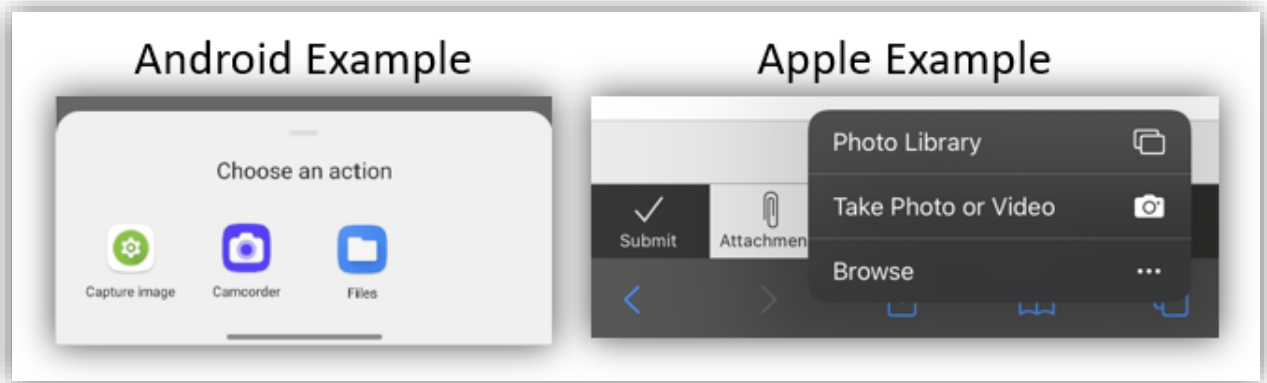 Android Example
Choose an action
Capture image
Camcorder
Files
Apple Example
Photo Library
Take Photo or Video
Browse
Submit
Attachmen